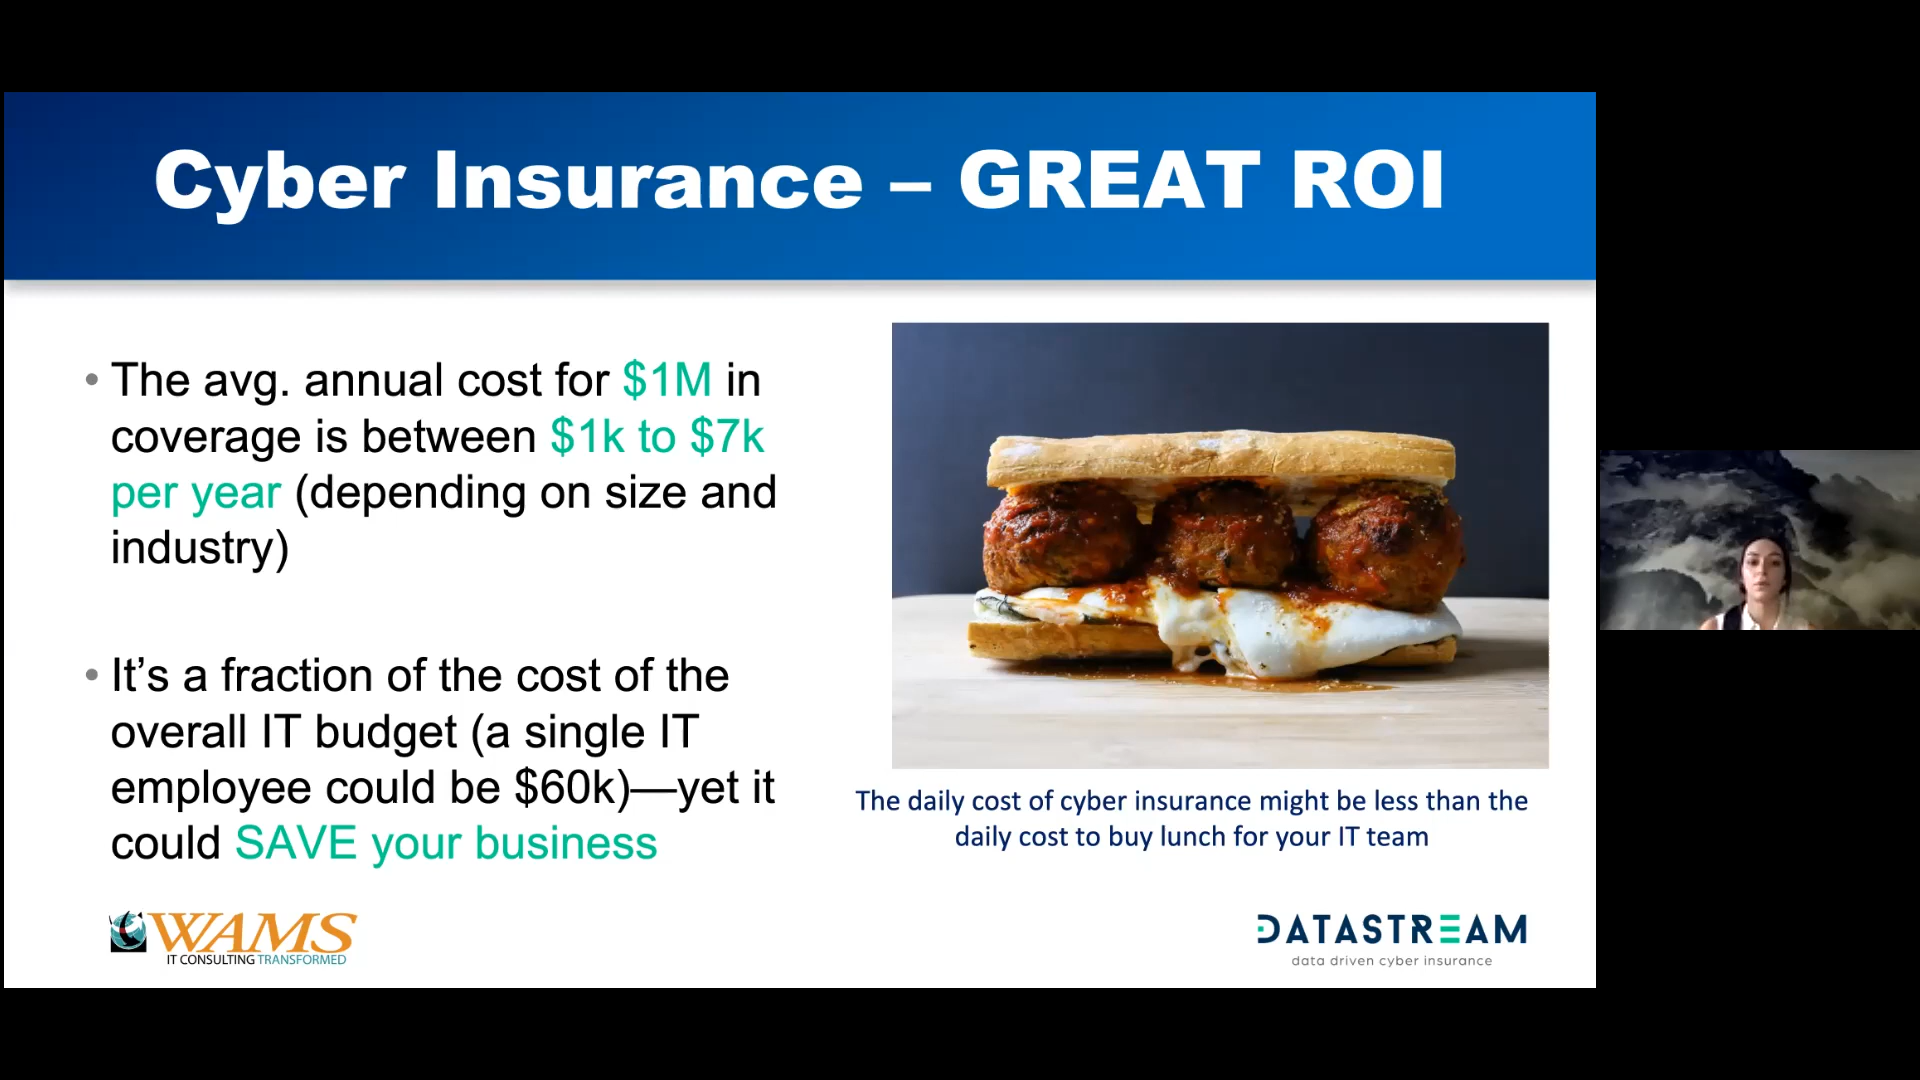 Cyber Insurance – GREAT ROI
• The avg. annual cost for $1M in
coverage is between $1k to $7k
per year (depending on size and
industry)
• It’s a fraction of the cost of the
overall IT budget (a single IT
employee could be $60k)—yet it
could SAVE your business
The daily cost of cyber insurance might be less than the
daily cost to buy lunch for your IT team
WAMS
IT CONSULTING TRANSFORMED
DATASTREAM
data driven cyber insurance